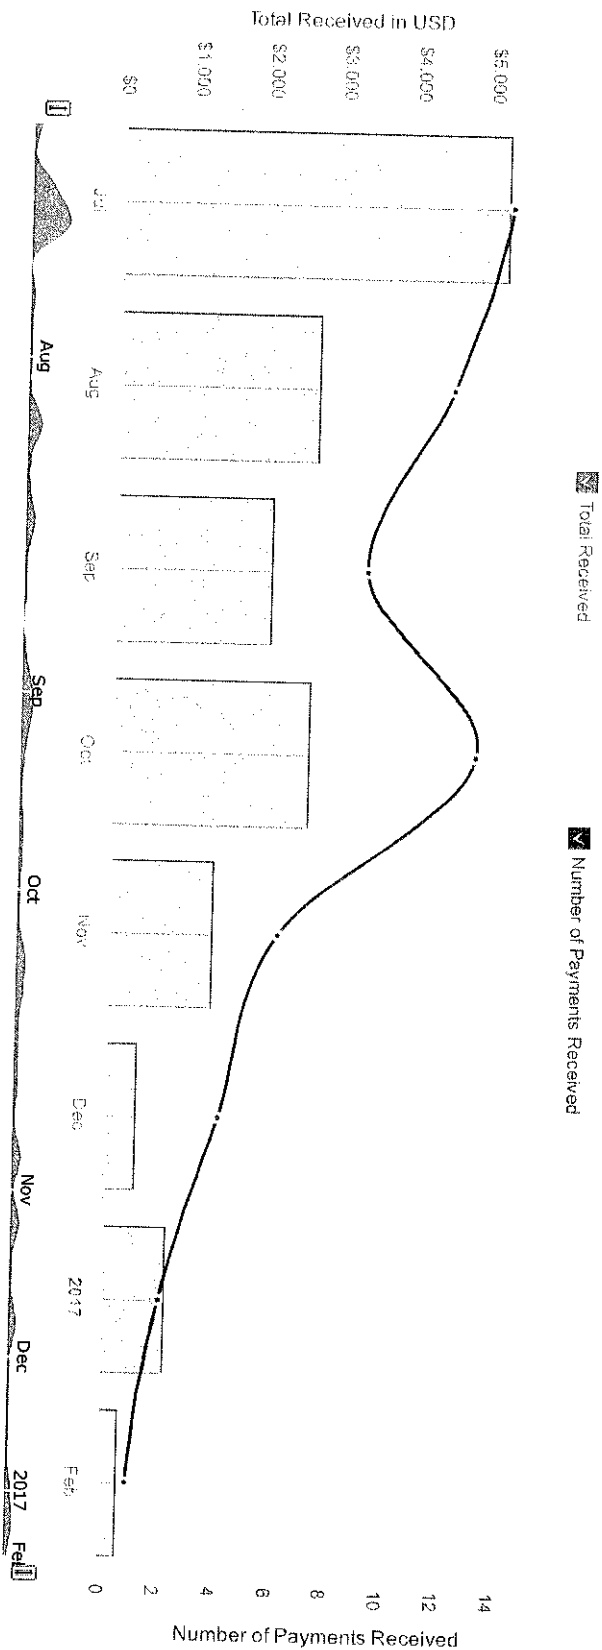 Total Received
Number of Payments Received
Total Received in USD
$5,000
$4,000
$3,000
$2,000
$1,000
$0
Jul
Aug
Sep
Oct
Nov
Dec
2017
Feb
14
12
10
8
6
4
2
0
Number of Payments Received
Aug
Sep
Oct
Nov
Dec
2017
Fe